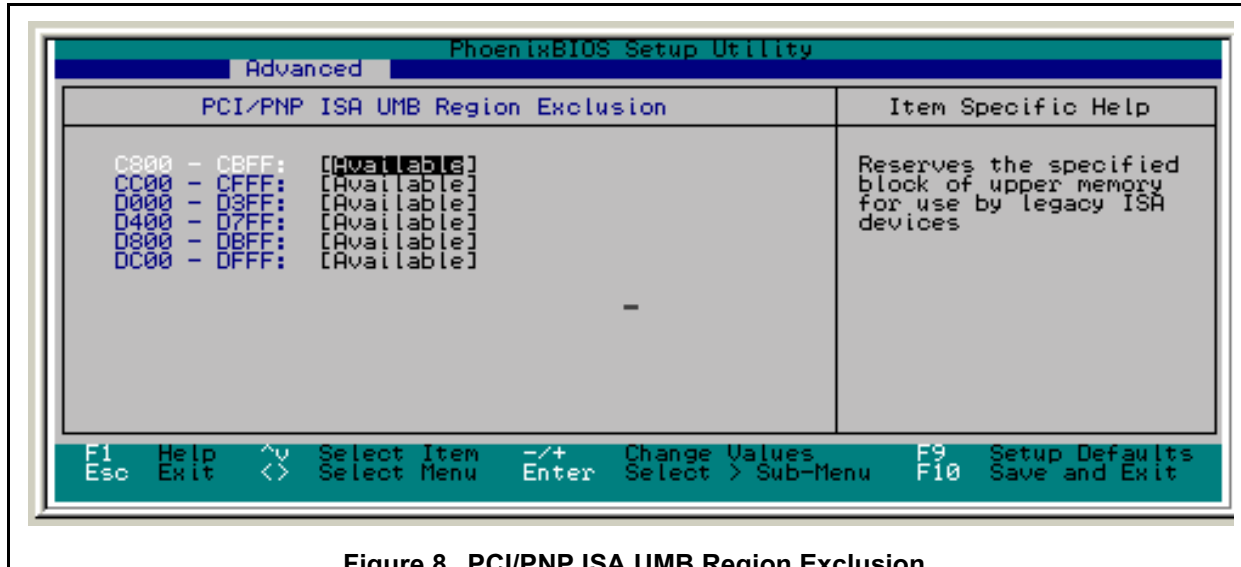 PhoenixBIOS Setup Utility
Advanced
PCI/PNP ISA UMB Region Exclusion
Item Specific Help
C800 - CBFF: [Available]
CC00 - CFFF: [Available]
D000 - D3FF: [Available]
D400 - D7FF: [Available]
D800 - DBFF: [Available]
DC00 - DFFF: [Available]
Reserves the specified
block of upper memory
for use by legacy ISA
devices
F1 Help ^v Select Item -/+ Change Values F9 Setup Defaults
Esc Exit <> Select Menu Enter Select > Sub-Menu F10 Save and Exit
Figure 8 PCI/PNP ISA UMB Region Exclusion